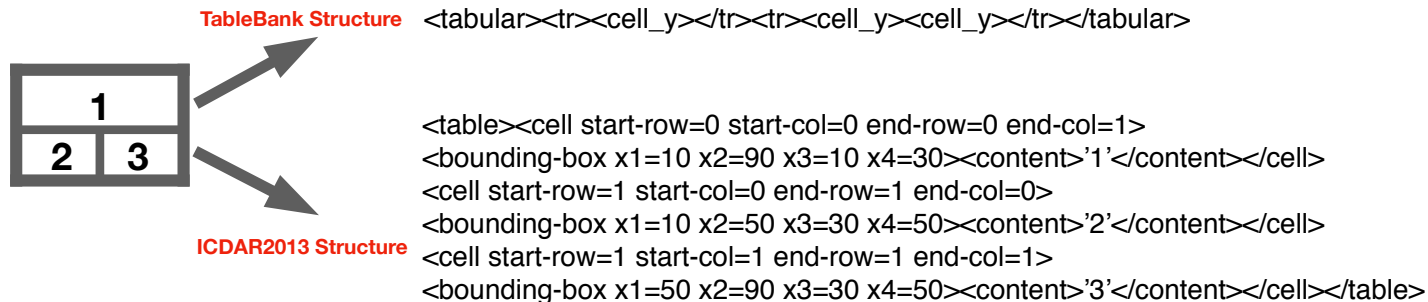 TableBank Structure
<tabular><tr><cell_y></tr><tr><cell_y><cell_y></tr></tabular>
1
2 3
ICDAR2013 Structure
<table><cell start-row=0 start-col=0 end-row=0 end-col=1>
<bounding-box x1=10 x2=90 x3=10 x4=30><content>’1’</content></cell>
<cell start-row=1 start-col=0 end-row=1 end-col=0>
<bounding-box x1=10 x2=50 x3=30 x4=50><content>’2’</content></cell>
<cell start-row=1 start-col=1 end-row=1 end-col=1>
<bounding-box x1=50 x2=90 x3=30 x4=50><content>’3’</content></cell></table>